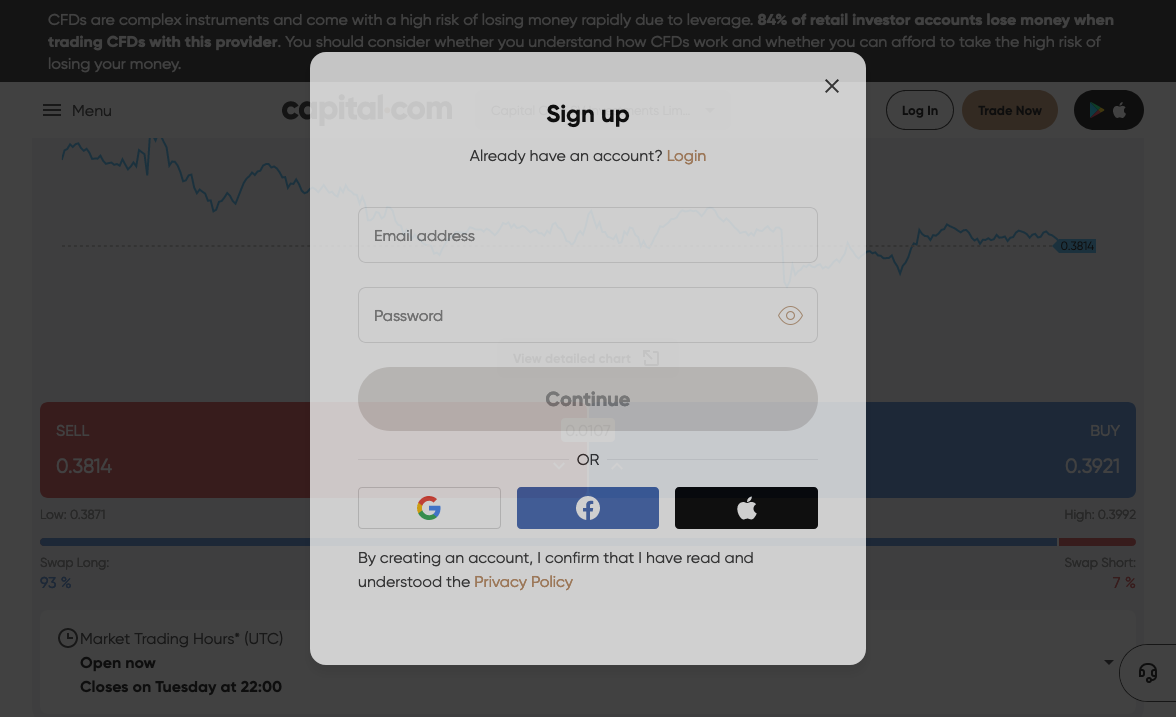 CFDs are complex instruments and come with a high risk of losing money rapidly due to leverage. 84% of retail investor accounts lose money when
trading CFDs with this provider. You should consider whether you understand how CFDs work and whether you can afford to take the high risk of
losing your money.
Menu
capital.com
Log In
Trade Now
Sign up
Already have an account? Login
Email address
0.3814
Password
View detailed chart
Continue
SELL
0.3814
0.0107
BUY
0.3921
OR
Low: 0.3871
High: 0.3992
Swap Long:
93 %
Swap Short:
7 %
By creating an account, I confirm that I have read and
understood the Privacy Policy
Market Trading Hours* (UTC)
Open now
Closes on Tuesday at 22:00